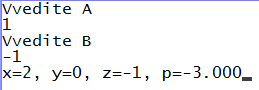 Vvedite A
1
Vvedite B
-1
x=2, y=0, z=-1, p=-3.000